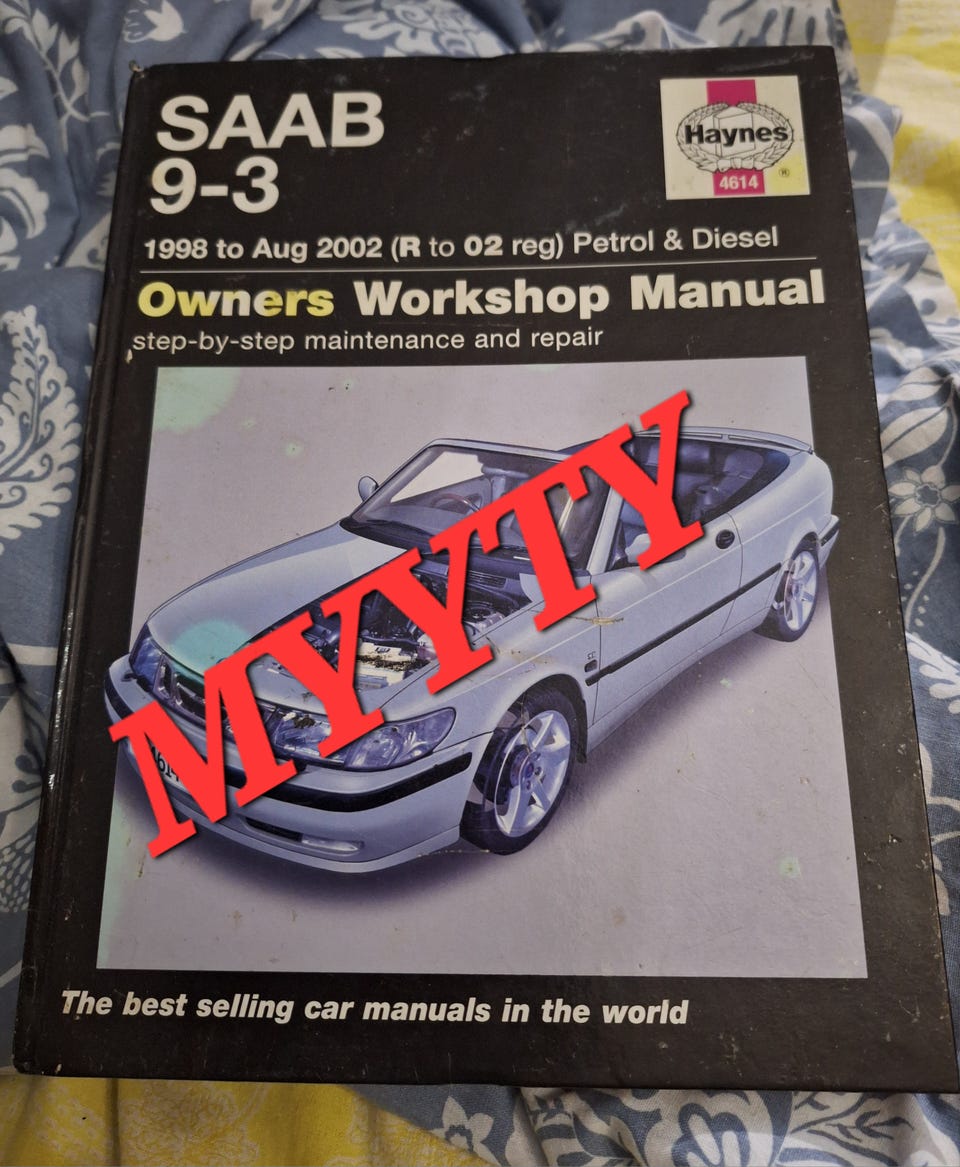 SAAB
9-3
Haynes
®
4614
1998 to Aug 2002 (R to 02 reg) Petrol & Diesel
Owners Workshop Manual
step-by-step maintenance and repair
MYYTY
The best selling car manuals in the world